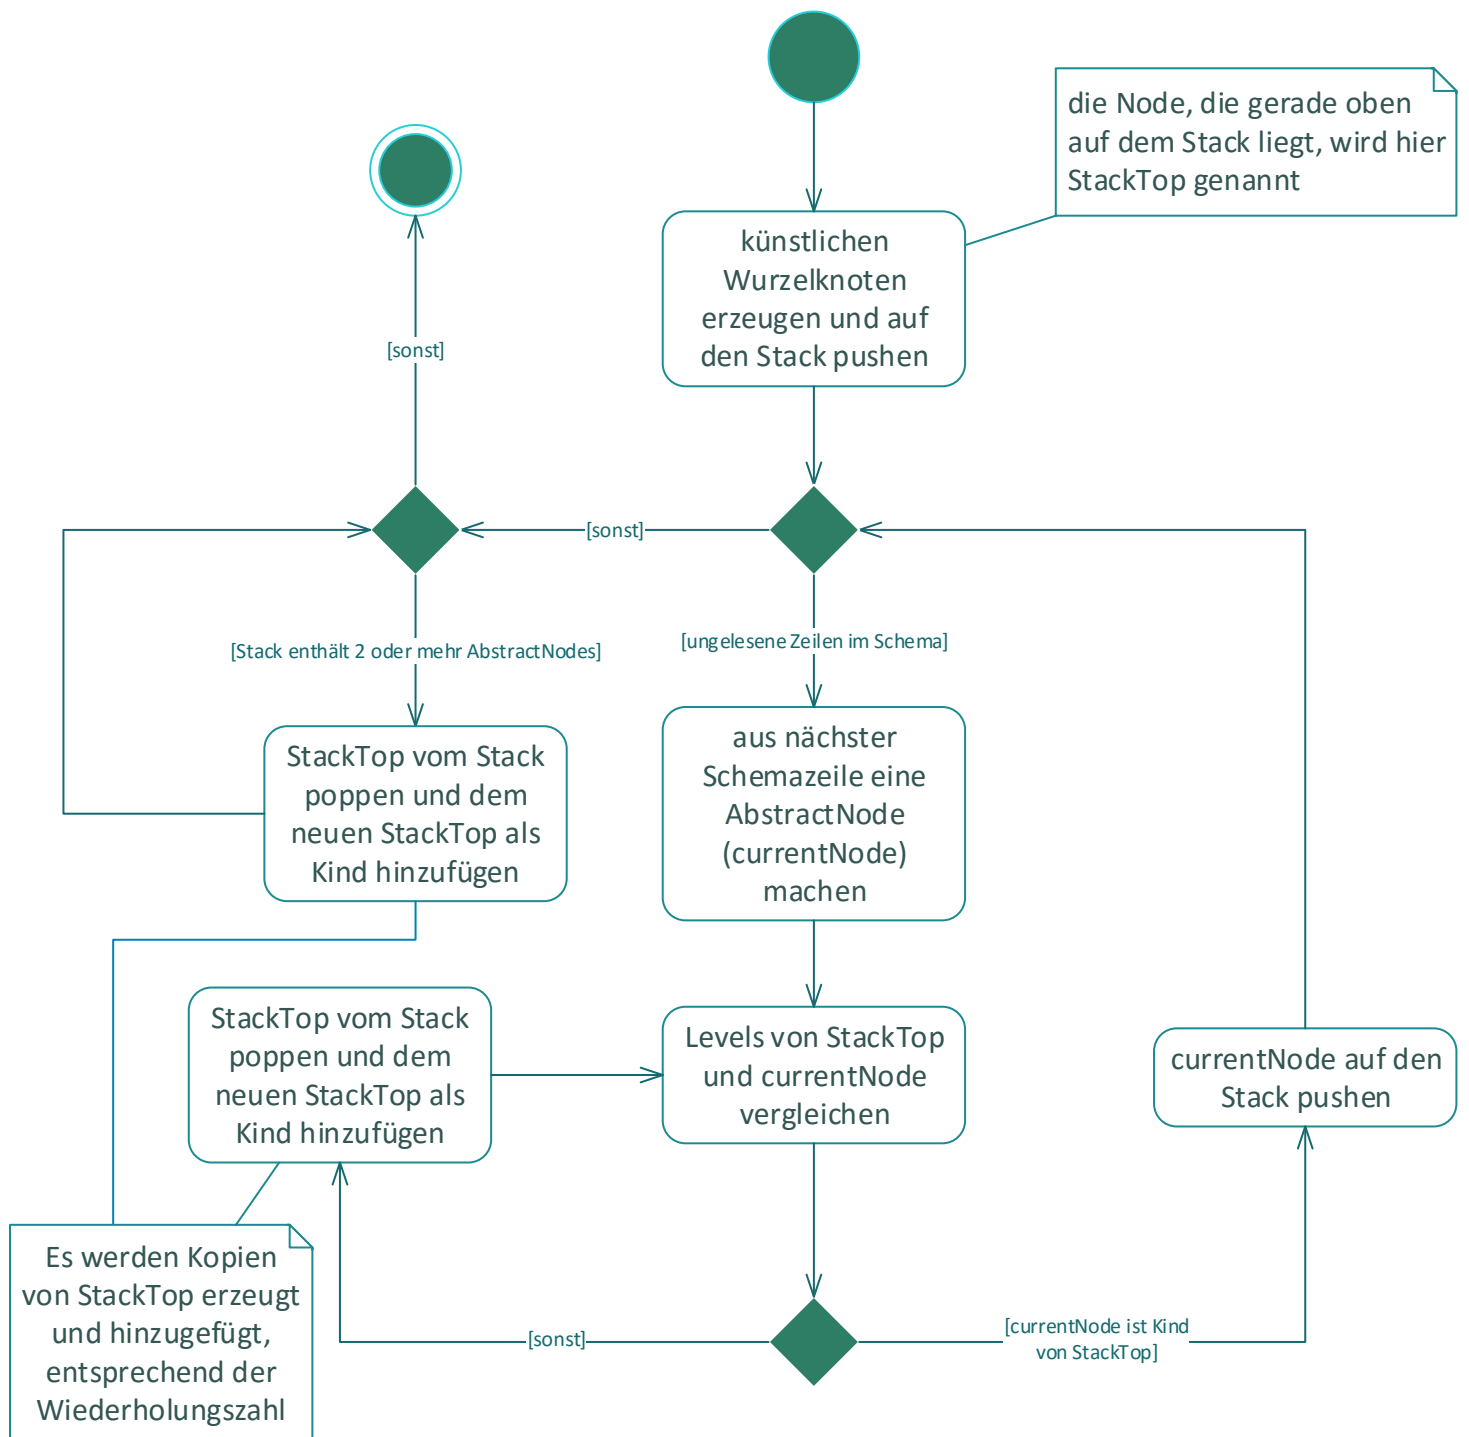 die Node, die gerade oben
auf dem Stack liegt, wird hier
StackTop genannt
künstlichen
Wurzelknoten
erzeugen und auf
den Stack pushen
[sonst]
[sonst]
[Stack enthält 2 oder mehr AbstractNodes]
[ungelesene Zeilen im Schema]
StackTop vom Stack
poppen und dem
neuen StackTop als
Kind hinzufügen
aus nächster
Schemazeile eine
AbstractNode
(currentNode)
machen
StackTop vom Stack
poppen und dem
neuen StackTop als
Kind hinzufügen
Levels von StackTop
und currentNode
vergleichen
currentNode auf den
Stack pushen
Es werden Kopien
von StackTop erzeugt
und hinzugefügt,
entsprechend der
Wiederholungszahl
[sonst]
[currentNode ist Kind
von StackTop]